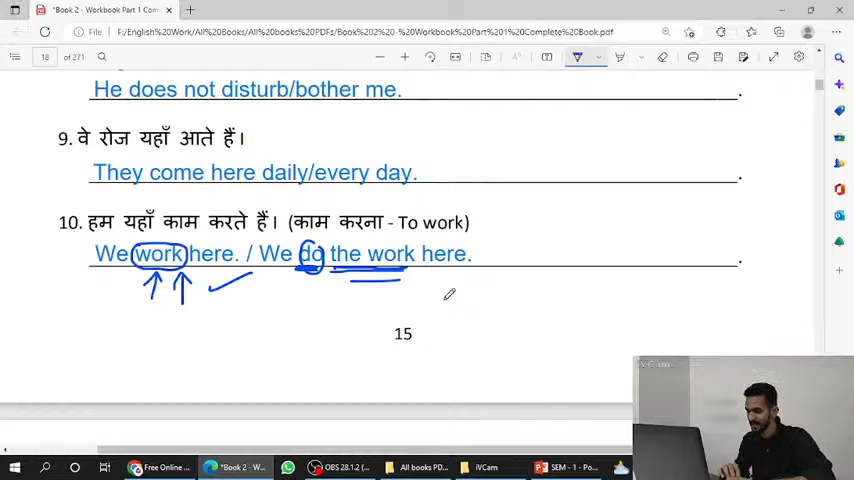 *Book 2 - Workbook Part 1 Com
File
F:/English%20Work/All%20Books/All%20books%20PDFs/Book%202%20-%20Workbook%20Part%201%20Complete%20Book.pdf
18 of 271
He does not disturb/bother me.
9. वे रोज यहाँ आते हैं।
They come here daily/every day.
10. हम यहाँ काम करते हैं। (काम करना - To work)
We work here. / We do the work here.
15
iVCam
Free Online ...
*Book 2 - W...
OBS 28.1.2 (...
All books PD...
iVCam
SEM - 1 - Po...